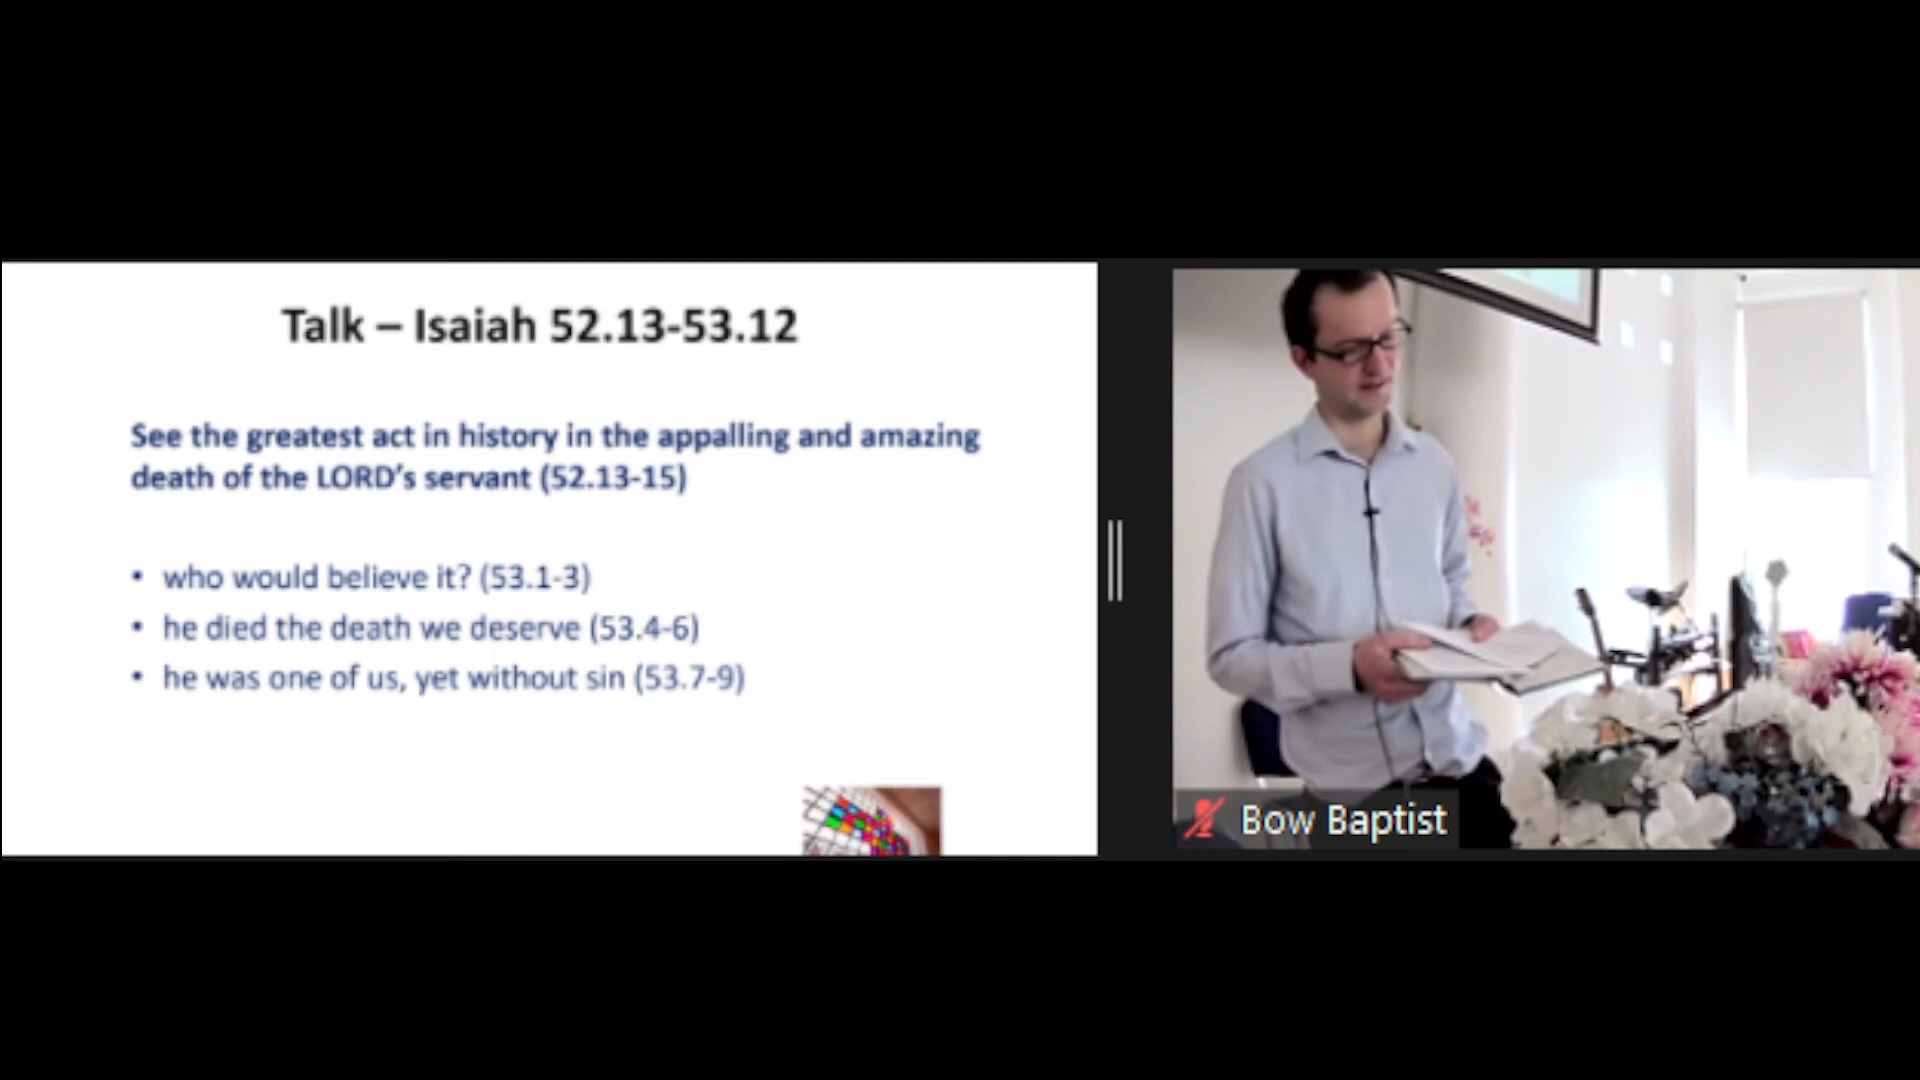 Talk – Isaiah 52.13-53.12
See the greatest act in history in the appalling and amazing
death of the LORD's servant (52.13-15)
• who would believe it? (53.1-3)
• he died the death we deserve (53.4-6)
• he was one of us, yet without sin (53.7-9)
Bow Baptist